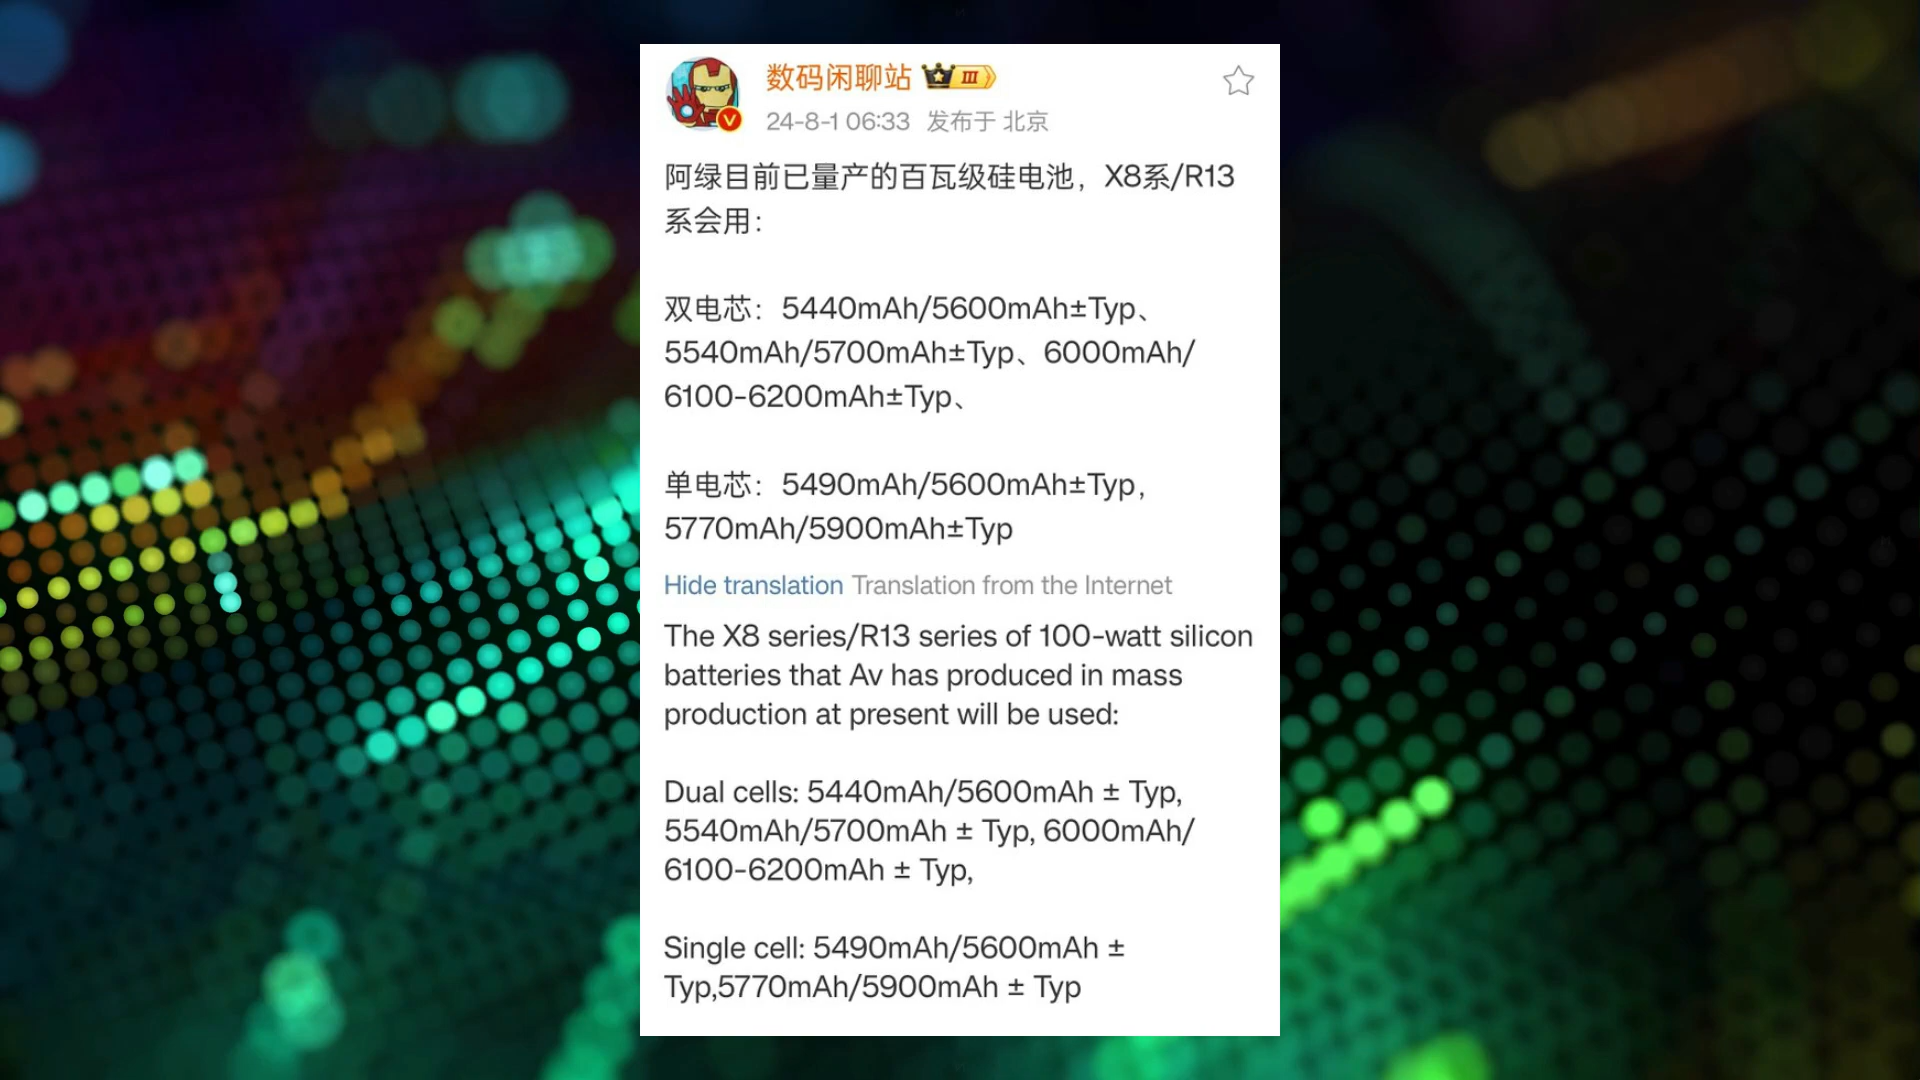 数码闲聊站 III
24-8-1 06:33 发布于 北京
阿绿目前已量产的百瓦级硅电池，X8系/R13
系会用：
双电芯：5440mAh/5600mAh±Typ、
5540mAh/5700mAh±Typ、6000mAh/
6100-6200mAh±Typ、
单电芯：5490mAh/5600mAh±Typ，
5770mAh/5900mAh±Typ
Hide translation Translation from the Internet
The X8 series/R13 series of 100-watt silicon
batteries that Av has produced in mass
production at present will be used:
Dual cells: 5440mAh/5600mAh ± Typ,
5540mAh/5700mAh ± Typ, 6000mAh/
6100-6200mAh ± Typ,
Single cell: 5490mAh/5600mAh ±
Typ,5770mAh/5900mAh ± Typ